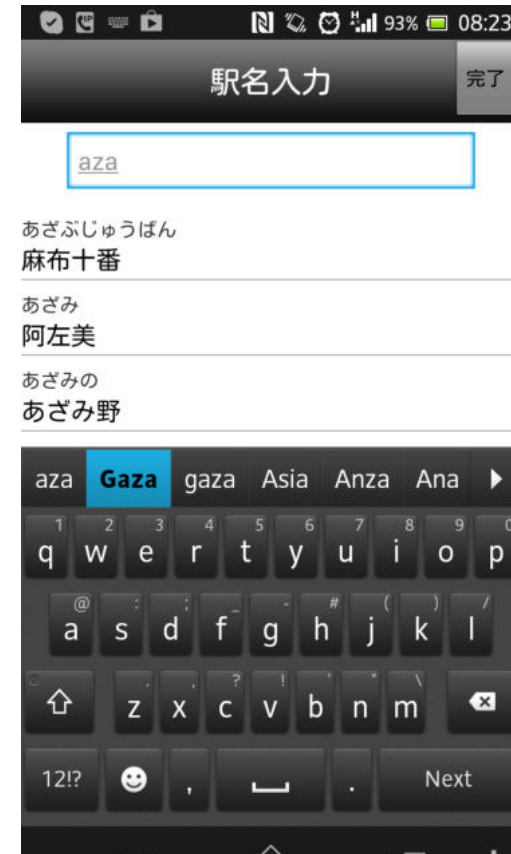 93% 08:23
駅名入力 完了
aza
あざぶじゅうばん
麻布十番
あざみ
阿左美
あざみの
あざみ野
aza Gaza gaza Asia Anza Ana
1 2 3 4 5 6 7 8 9 0
q w e r t y u i o p
@ : ; _ - # ( ) /
a s d f g h j k l
. , ? ! ' " \
z x c v b n m
12!? , . Next